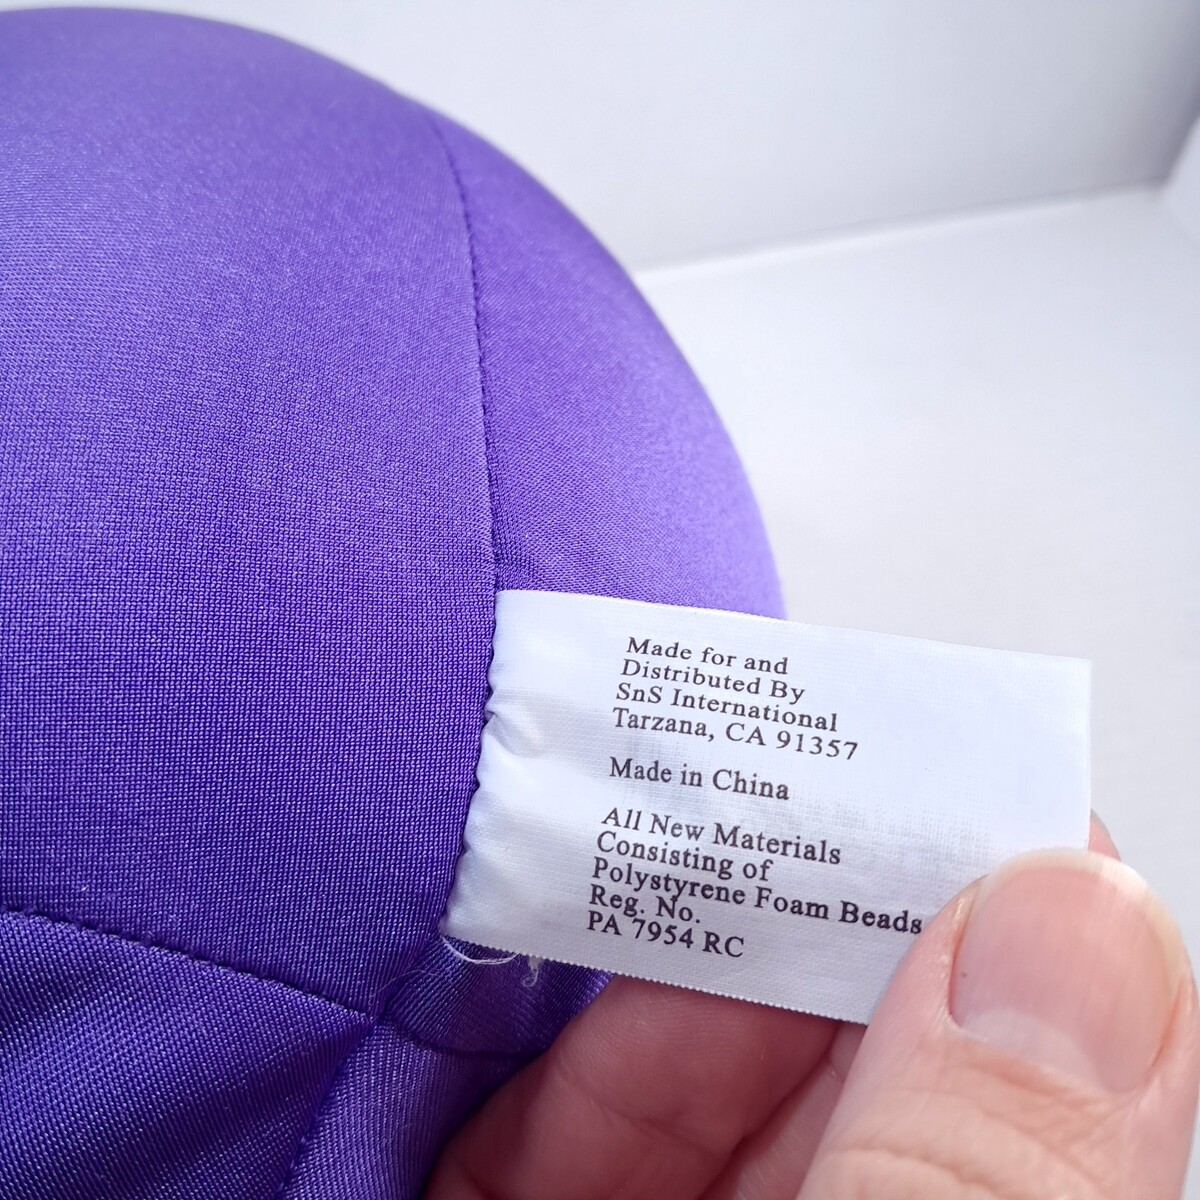 Made for and
Distributed By
SnS International
Tarzana, CA 91357
Made in China
All New Materials
Consisting of
Polystyrene Foam Beads
Reg. No.
PA 7954 RC